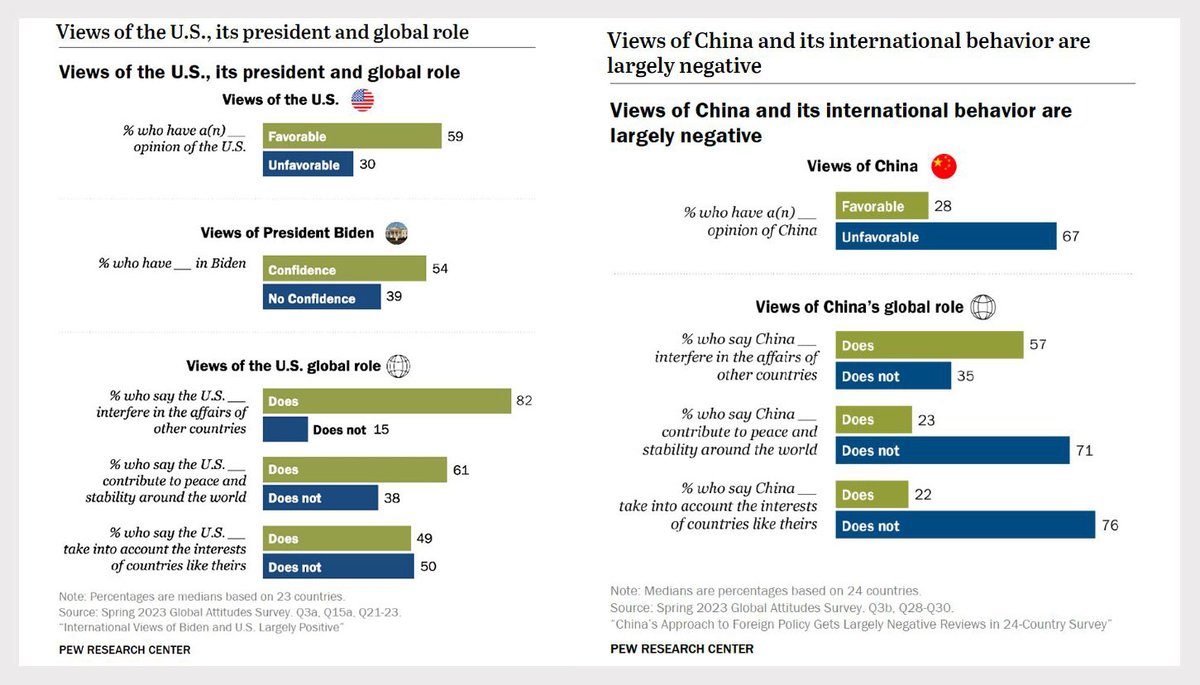 Views of the U.S., its president and global role
Views of the U.S., its president and global role
Views of the U.S.
% who have a(n) __
opinion of the U.S.
Favorable 59
Unfavorable 30
Views of President Biden
% who have __ in Biden
Confidence 54
No Confidence 39
Views of the U.S. global role
% who say the U.S. __
interfere in the affairs of
other countries
Does 82
Does not 15
% who say the U.S. __
contribute to peace and
stability around the world
Does 61
Does not 38
% who say the U.S. __
take into account the interests
of countries like theirs
Does 49
Does not 50
Note: Percentages are medians based on 23 countries.
Source: Spring 2023 Global Attitudes Survey. Q3a, Q15a, Q21-23.
"International Views of Biden and U.S. Largely Positive"
PEW RESEARCH CENTER
Views of China and its international behavior are
largely negative
Views of China and its international behavior are
largely negative
Views of China
% who have a(n) __
opinion of China
Favorable 28
Unfavorable 67
Views of China's global role
% who say China __
interfere in the affairs of
other countries
Does 57
Does not 35
% who say China __
contribute to peace and
stability around the world
Does 23
Does not 71
% who say China __
take into account the interests
of countries like theirs
Does 22
Does not 76
Note: Medians are percentages based on 24 countries.
Source: Spring 2023 Global Attitudes Survey. Q3b, Q28-Q30.
"China's Approach to Foreign Policy Gets Largely Negative Reviews in 24-Country Survey"
PEW RESEARCH CENTER